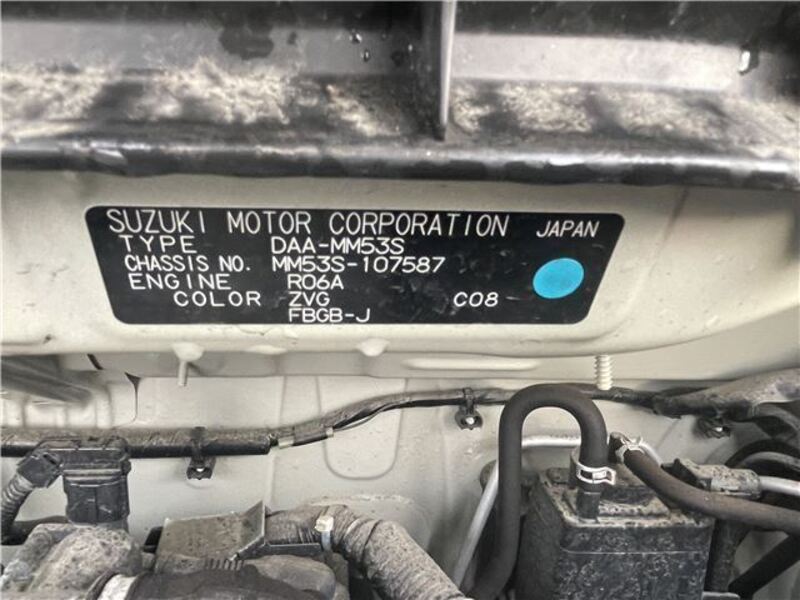 SUZUKI MOTOR CORPORATION JAPAN
TYPE DAA-MM53S
CHASSIS NO. MM53S-107587
ENGINE R06A
COLOR ZVG C08
FBGB-J